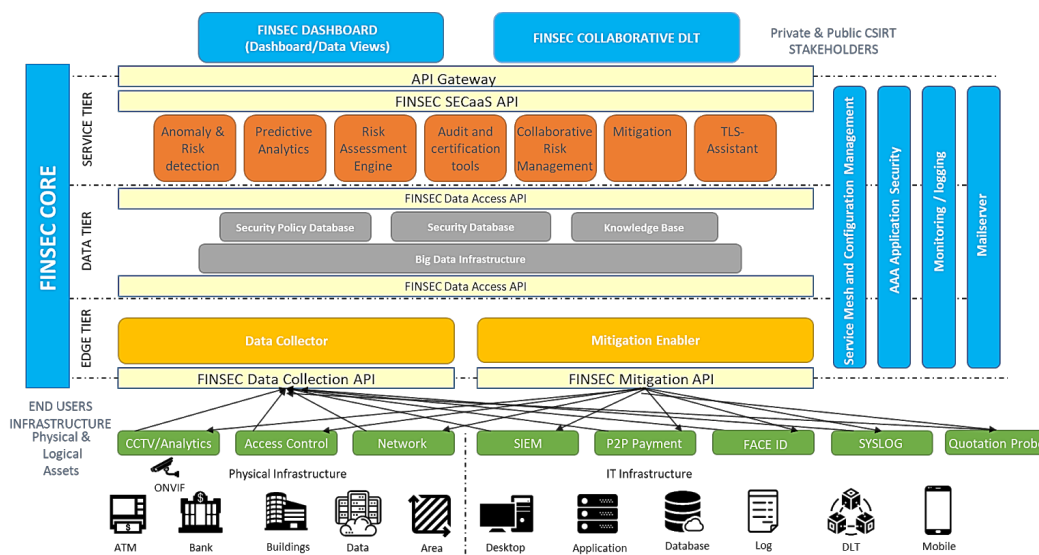 FINSEC DASHBOARD
(Dashboard/Data Views)
FINSEC COLLABORATIVE DLT
Private & Public CSIRT
STAKEHOLDERS
FINSEC CORE
SERVICE TIER
API Gateway
FINSEC SECaaS API
Anomaly &
Risk
detection
Predictive
Analytics
Risk
Assessment
Engine
Audit and
certification
tools
Collaborative
Risk
Management
Mitigation
TLS-
Assistant
DATA TIER
FINSEC Data Access API
Security Policy Database
Security Database
Knowledge Base
Big Data Infrastructure
FINSEC Data Access API
EDGE TIER
Data Collector
Mitigation Enabler
FINSEC Data Collection API
FINSEC Mitigation API
Service Mesh and Configuration Management
AAA Application Security
Monitoring / logging
Mailserver
END USERS
INFRASTRUCTURE
Physical &
Logical
Assets
CCTV/Analytics
Access Control
Network
SIEM
P2P Payment
FACE ID
SYSLOG
Quotation Probe
ONVIF
Physical Infrastructure
IT Infrastructure
ATM
Bank
Buildings
Data
Area
Desktop
Application
Database
Log
DLT
Mobile